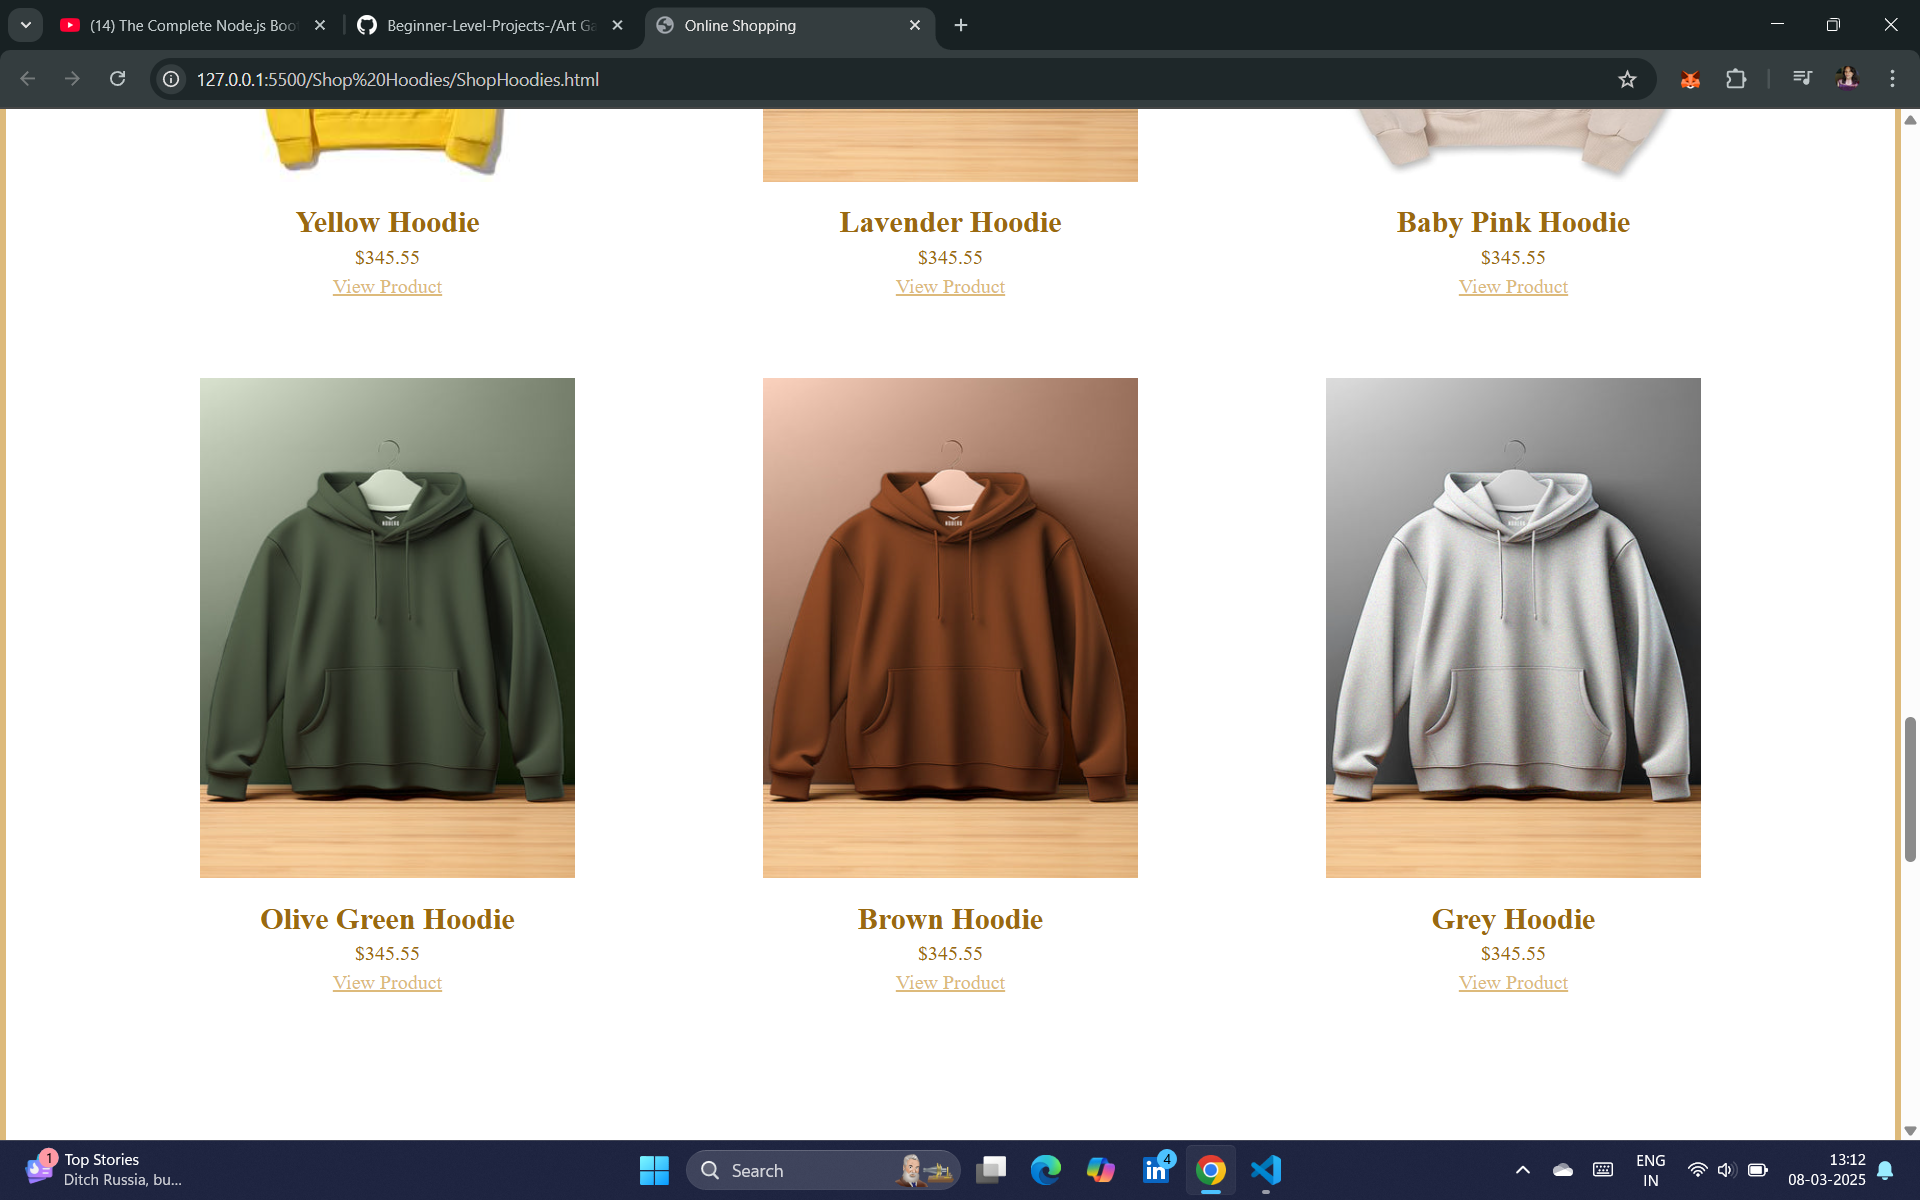 (14) The Complete Node.js Boo
Beginner-Level-Projects-/Art Ga
Online Shopping
127.0.0.1:5500/Shop%20Hoodies/ShopHoodies.html
Yellow Hoodie
$345.55
View Product
Lavender Hoodie
$345.55
View Product
Baby Pink Hoodie
$345.55
View Product
Olive Green Hoodie
$345.55
View Product
Brown Hoodie
$345.55
View Product
Grey Hoodie
$345.55
View Product
1
Top Stories
Ditch Russia, bu...
Search
4
ENG
IN
13:12
08-03-2025